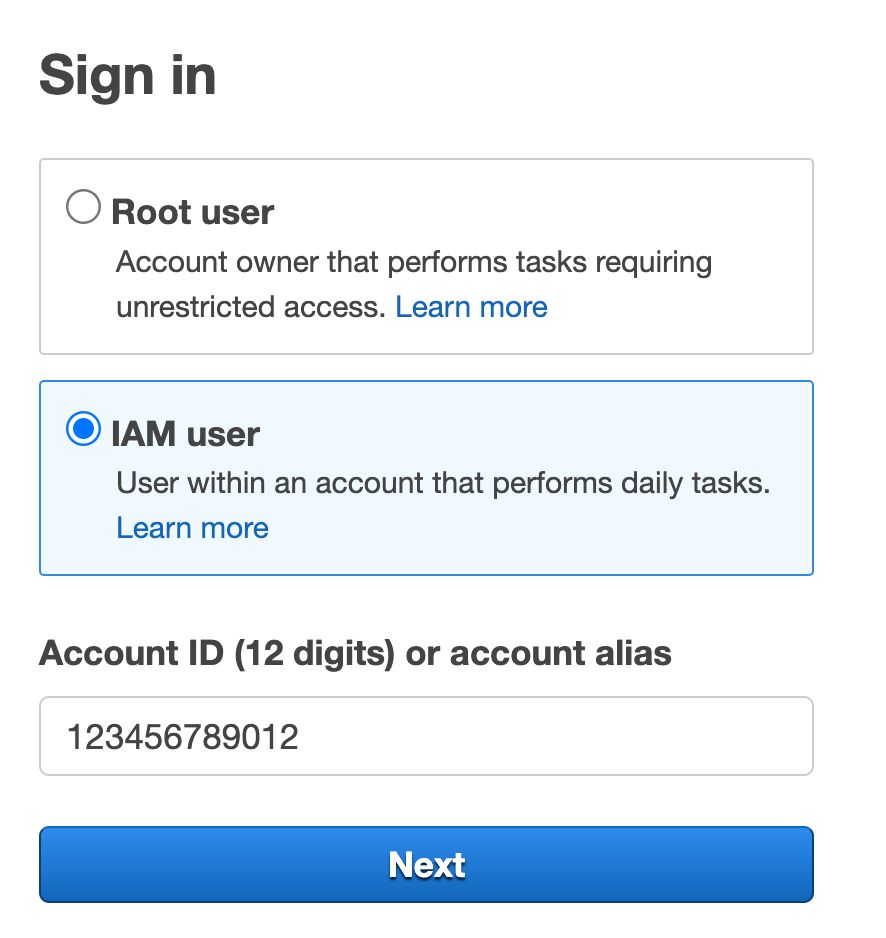 Sign in
Root user
Account owner that performs tasks requiring
unrestricted access. Learn more
IAM user
User within an account that performs daily tasks.
Learn more
Account ID (12 digits) or account alias
123456789012
Next